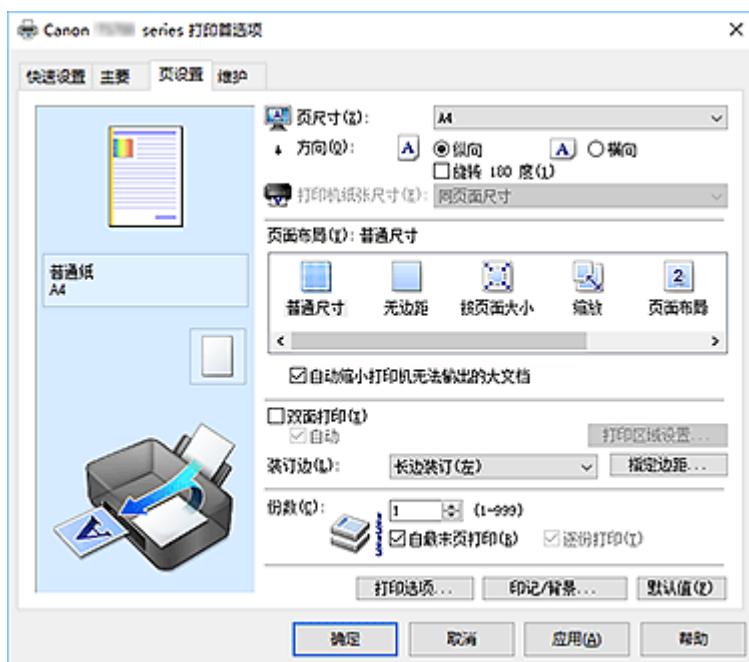 Canon series 打印首选项
快速设置 主要 页设置 维护
页尺寸(Z): A4
方向(O): A 纵向 A 横向
旋转 180 度(1)
打印机纸张尺寸(E): 同页面尺寸
页面布局(Y): 普通尺寸
普通尺寸 无边距 按页面大小 缩放 2 页面布局
自动缩小打印机无法输出的大文档
普通纸
A4
双面打印(X)
自动 打印区域设置...
装订边(L): 长边装订(左) 指定边距...
份数(C): 1 (1-999)
自最末页打印(B) 逐份打印(T)
A
打印选项... 印记/背景... 默认值(F)
确定 取消 应用(A) 帮助